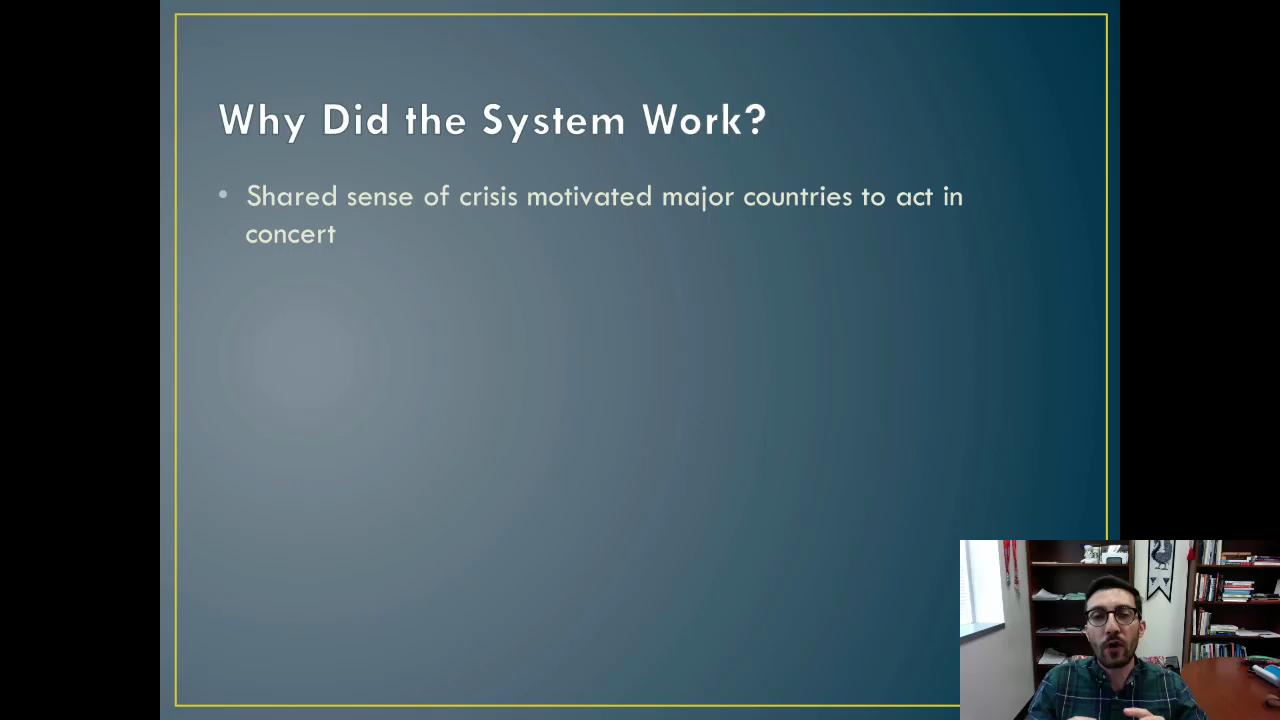 Why Did the System Work?
• Shared sense of crisis motivated major countries to act in
concert